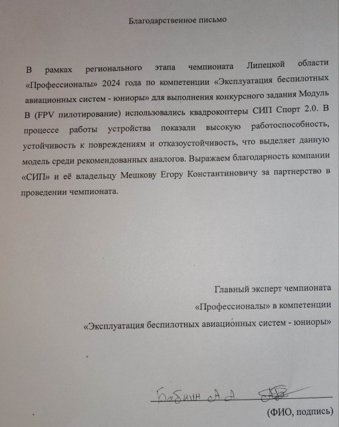 Благодарственное письмо
В рамках регионального этапа чемпионата Липецкой области
«Профессионалы» 2024 года по компетенции «Эксплуатация беспилотных
авиационных систем - юниоры» для выполнения конкурсного задания Модуль
В (FPV пилотирование) использовались квадрокоптеры СИП Спорт 2.0. В
процессе работы устройства показали высокую работоспособность,
устойчивость к повреждениям и отказоустойчивость, что выделяет данную
модель среди рекомендованных аналогов. Выражаем благодарность компании
«СИП» и её владельцу Мешкову Егору Константиновичу за партнерство в
проведении чемпионата.
Главный эксперт чемпионата
«Профессионалы» в компетенции
«Эксплуатация беспилотных авиационных систем - юниоры»
(ФИО, подпись)